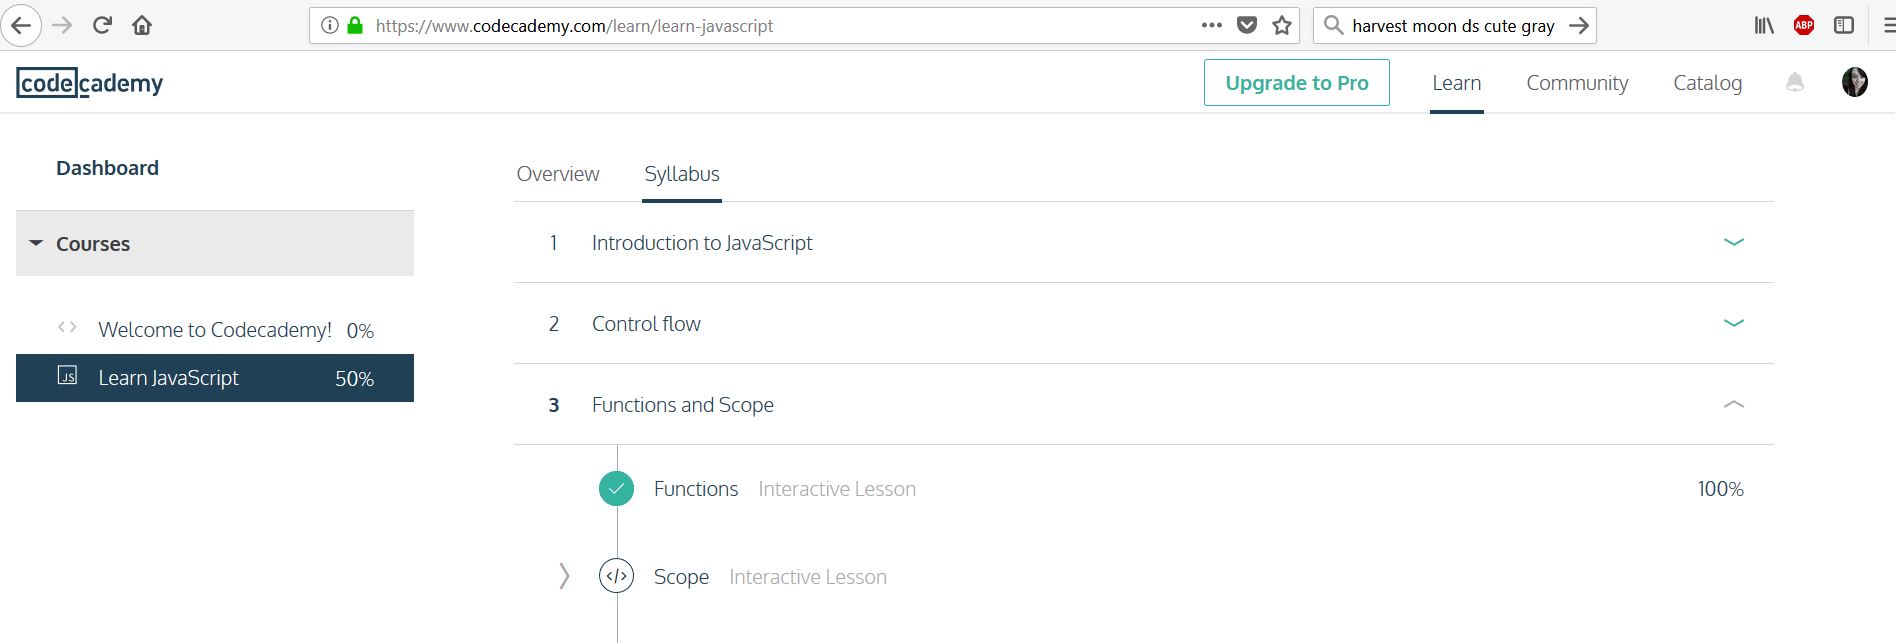 https://www.codecademy.com/learn/learn-javascript
harvest moon ds cute gray
ABP
codecademy
Upgrade to Pro
Learn
Community
Catalog
Dashboard
Courses
Welcome to Codecademy! 0%
JS Learn JavaScript 50%
Overview
Syllabus
1 Introduction to JavaScript
2 Control flow
3 Functions and Scope
Functions Interactive Lesson 100%
</> Scope Interactive Lesson